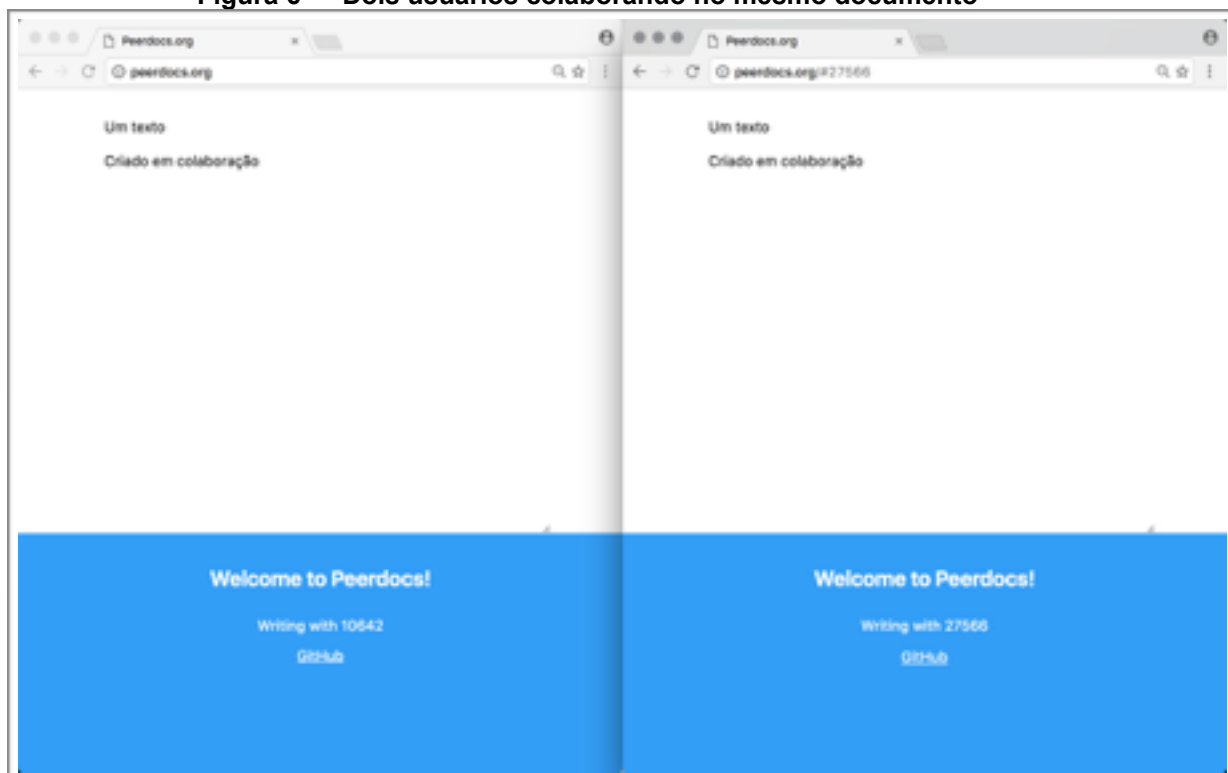 Dois usuários colaborando no mesmo documento
Peerdocs.org
peerdocs.org
Um texto
Criado em colaboração
Welcome to Peerdocs!
Writing with 10642
GitHub
Peerdocs.org
peerdocs.org/#27566
Um texto
Criado em colaboração
Welcome to Peerdocs!
Writing with 27566
GitHub